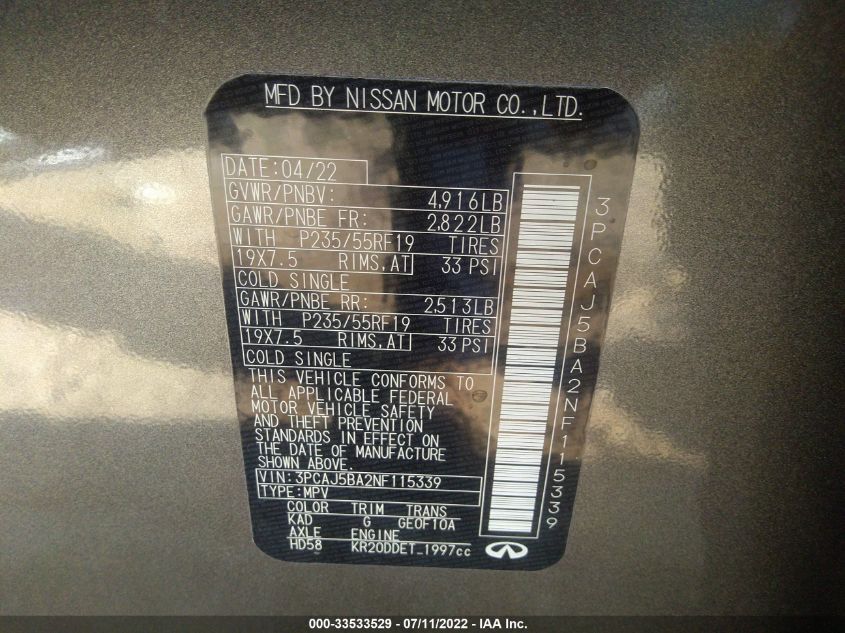 MFD BY NISSAN MOTOR CO.,LTD.
DATE:04/22
GVWR/PNBV: 4,916LB
GAWR/PNBE FR: 2,822LB
WITH P235/55RF19 TIRES
19X7.5 RIMS,AT 33 PSI
COLD SINGLE
GAWR/PNBE RR: 2,513LB
WITH P235/55RF19 TIRES
19X7.5 RIMS,AT 33 PSI
COLD SINGLE
THIS VEHICLE CONFORMS TO
ALL APPLICABLE FEDERAL
MOTOR VEHICLE SAFETY
AND THEFT PREVENTION
STANDARDS IN EFFECT ON
THE DATE OF MANUFACTURE
SHOWN ABOVE.
VIN:3PCAJ5BA2NF115339
TYPE:MPV
COLOR TRIM TRANS
KAD G GE0F10A
AXLE ENGINE
HD58 KR20DDET 1997cc
3PCAJ5BA2NF115339
000-33533529 - 07/11/2022 - IAA Inc.